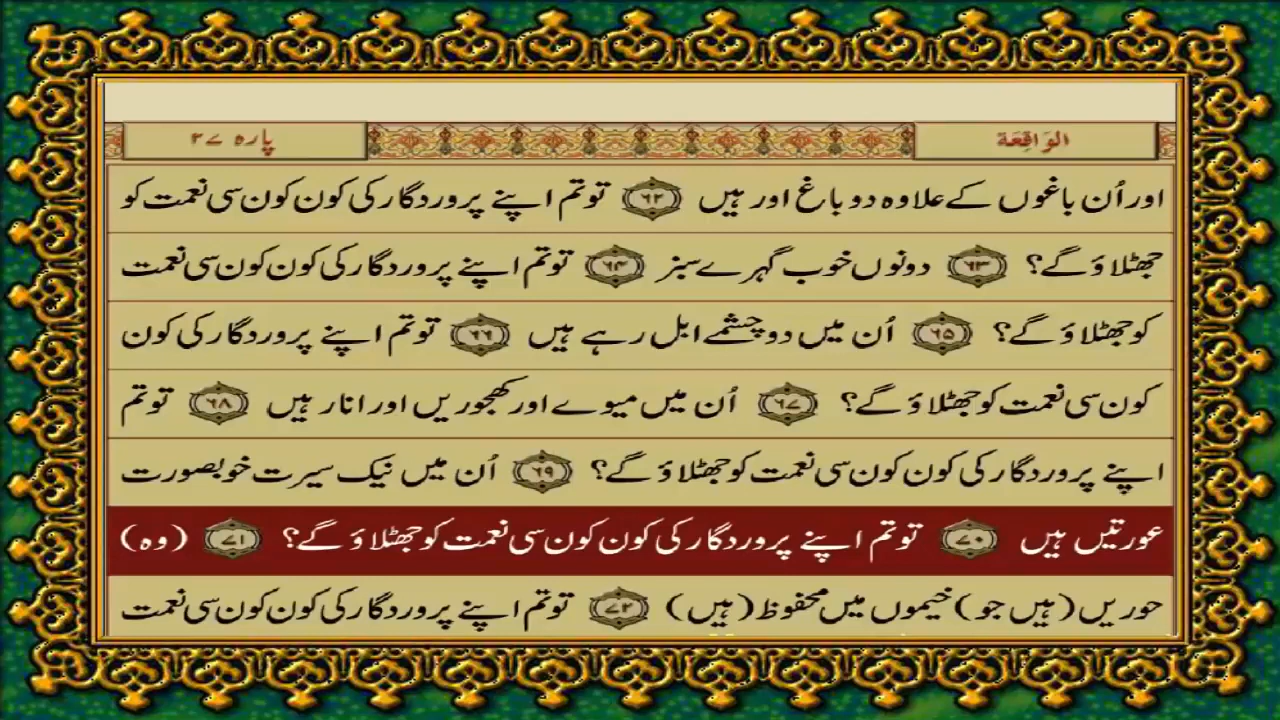 الوَاقِعَة پارہ ۲۷
اور اُن باغوں کے علاوہ دو باغ اور ہیں ۶۲ تو تم اپنے پروردگار کی کون کون سی نعمت کو
جھٹلاؤ گے؟ ۶۳ دونوں خوب گہرے سبز ۶۴ تو تم اپنے پروردگار کی کون کون سی نعمت
کو جھٹلاؤ گے؟ ۶۵ اُن میں دو چشمے ابل رہے ہیں ۶۶ تو تم اپنے پروردگار کی کون
کون سی نعمت کو جھٹلاؤ گے؟ ۶۷ اُن میں میوے اور کھجوریں اور انار ہیں ۶۸ تو تم
اپنے پروردگار کی کون کون سی نعمت کو جھٹلاؤ گے؟ ۶۹ اُن میں نیک سیرت خوبصورت
عورتیں ہیں ۷۰ تو تم اپنے پروردگار کی کون کون سی نعمت کو جھٹلاؤ گے؟ ۷۱ (وہ)
حوریں (ہیں جو) خیموں میں محفوظ (ہیں) ۷۲ تو تم اپنے پروردگار کی کون کون سی نعمت